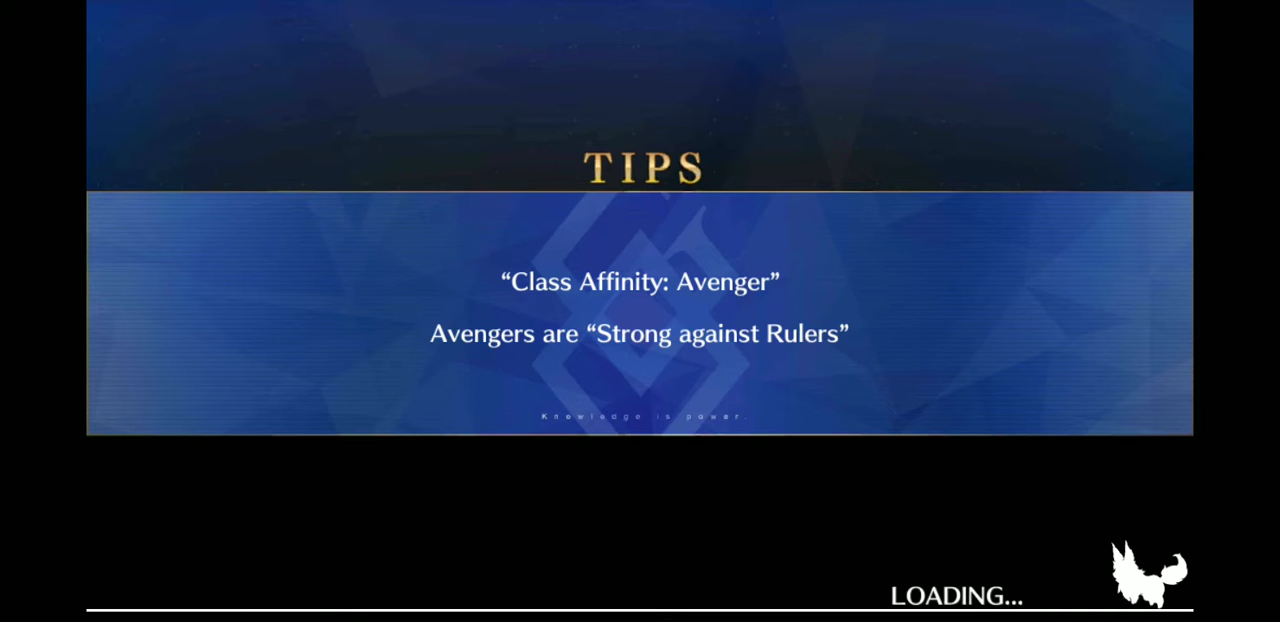 TIPS
“Class Affinity: Avenger”
Avengers are “Strong against Rulers”
Knowledge is power.
LOADING...